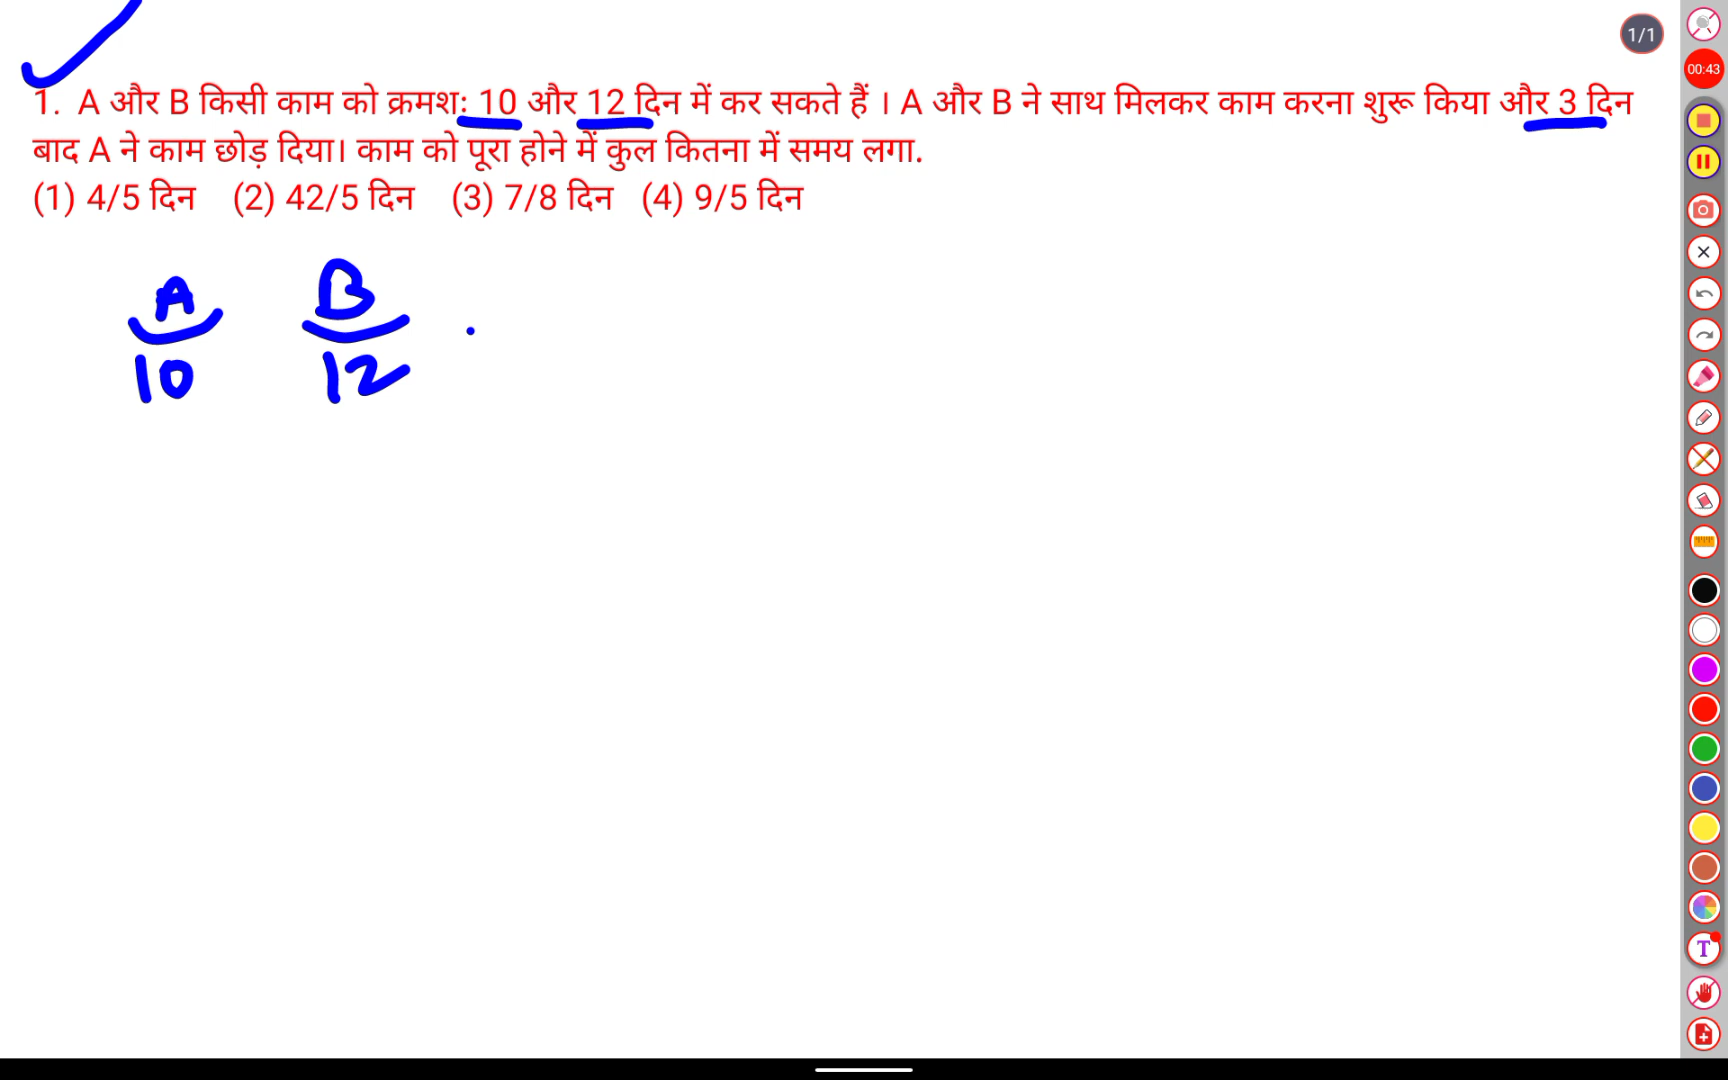 1/1
00:43
1. A और B किसी काम को क्रमश: 10 और 12 दिन में कर सकते हैं । A और B ने साथ मिलकर काम करना शुरू किया और 3 दिन
बाद A ने काम छोड़ दिया। काम को पूरा होने में कुल कितना में समय लगा.
(1) 4/5 दिन (2) 42/5 दिन (3) 7/8 दिन (4) 9/5 दिन
A B
10 12
T